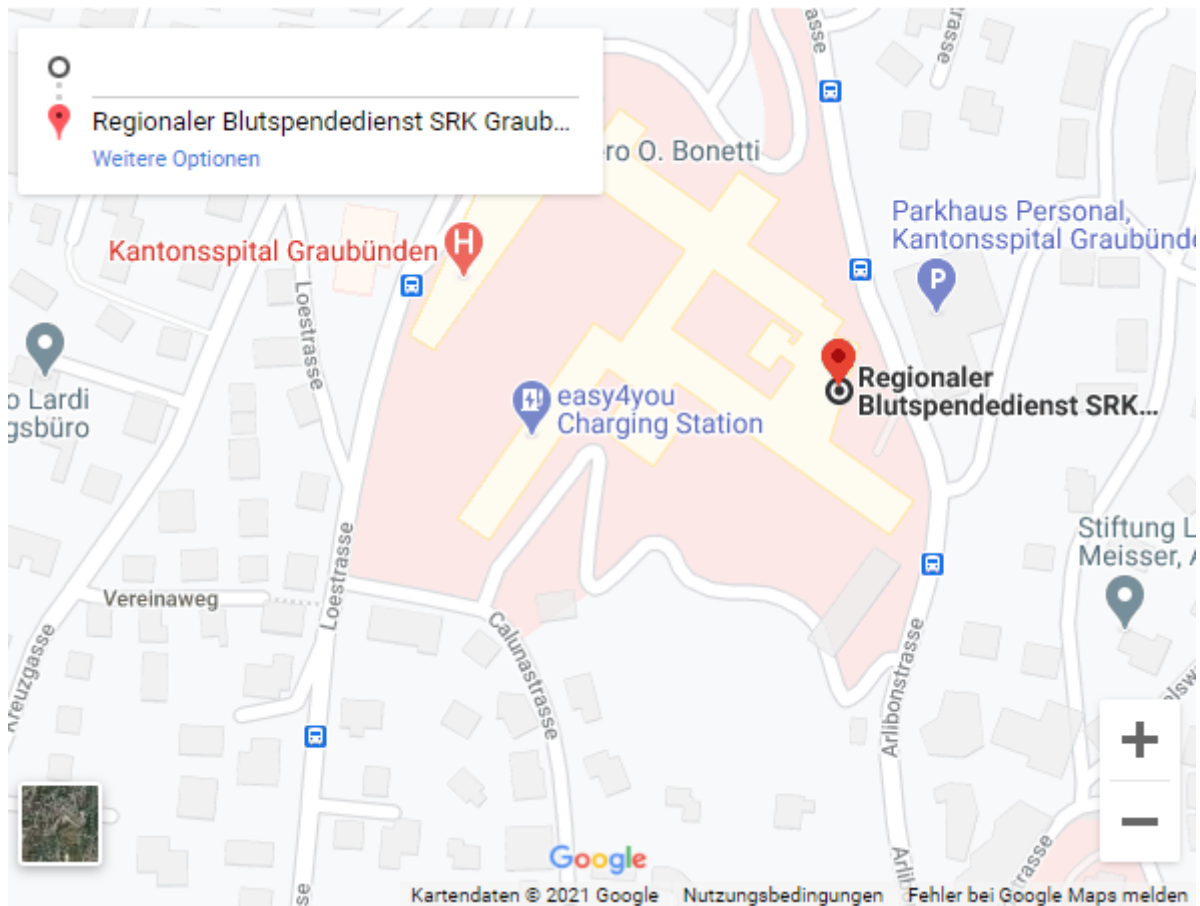 Regionaler Blutspendedienst SRK Graub...
Weitere Optionen
ro O. Bonetti
Kantonsspital Graubünden
H
Parkhaus Personal,
Kantonsspital Graubünde
P
Loestrasse
o Lardi
gsbüro
easy4you
Charging Station
Regionaler
Blutspendedienst SRK...
Stiftung L
Meisser, A
Vereinaweg
Loestrasse
Calunastrasse
Kreuzgasse
Arlibonstrasse
+
−
Google
Kartendaten © 2021 Google Nutzungsbedingungen Fehler bei Google Maps melden